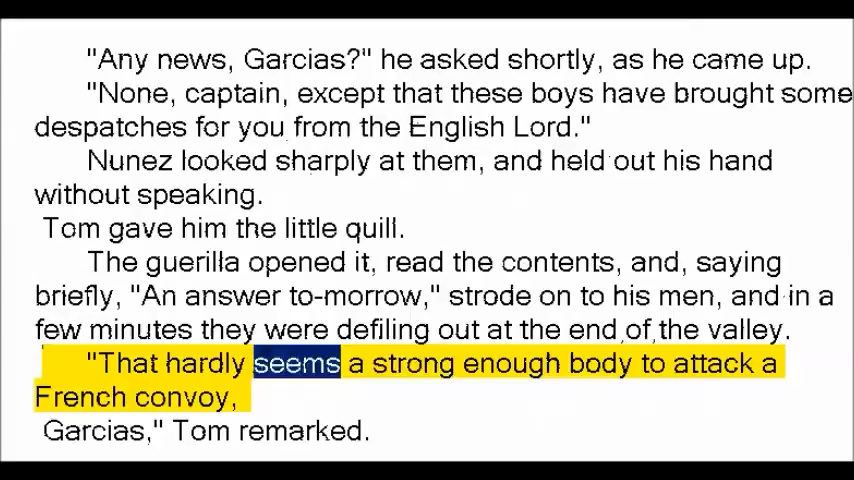 "Any news, Garcias?" he asked shortly, as he came up.
"None, captain, except that these boys have brought some
despatches for you from the English Lord."
Nunez looked sharply at them, and held out his hand
without speaking.
Tom gave him the little quill.
The guerilla opened it, read the contents, and, saying
briefly, "An answer to-morrow," strode on to his men, and in a
few minutes they were defiling out at the end of the valley.
"That hardly seems a strong enough body to attack a
French convoy,
Garcias," Tom remarked.